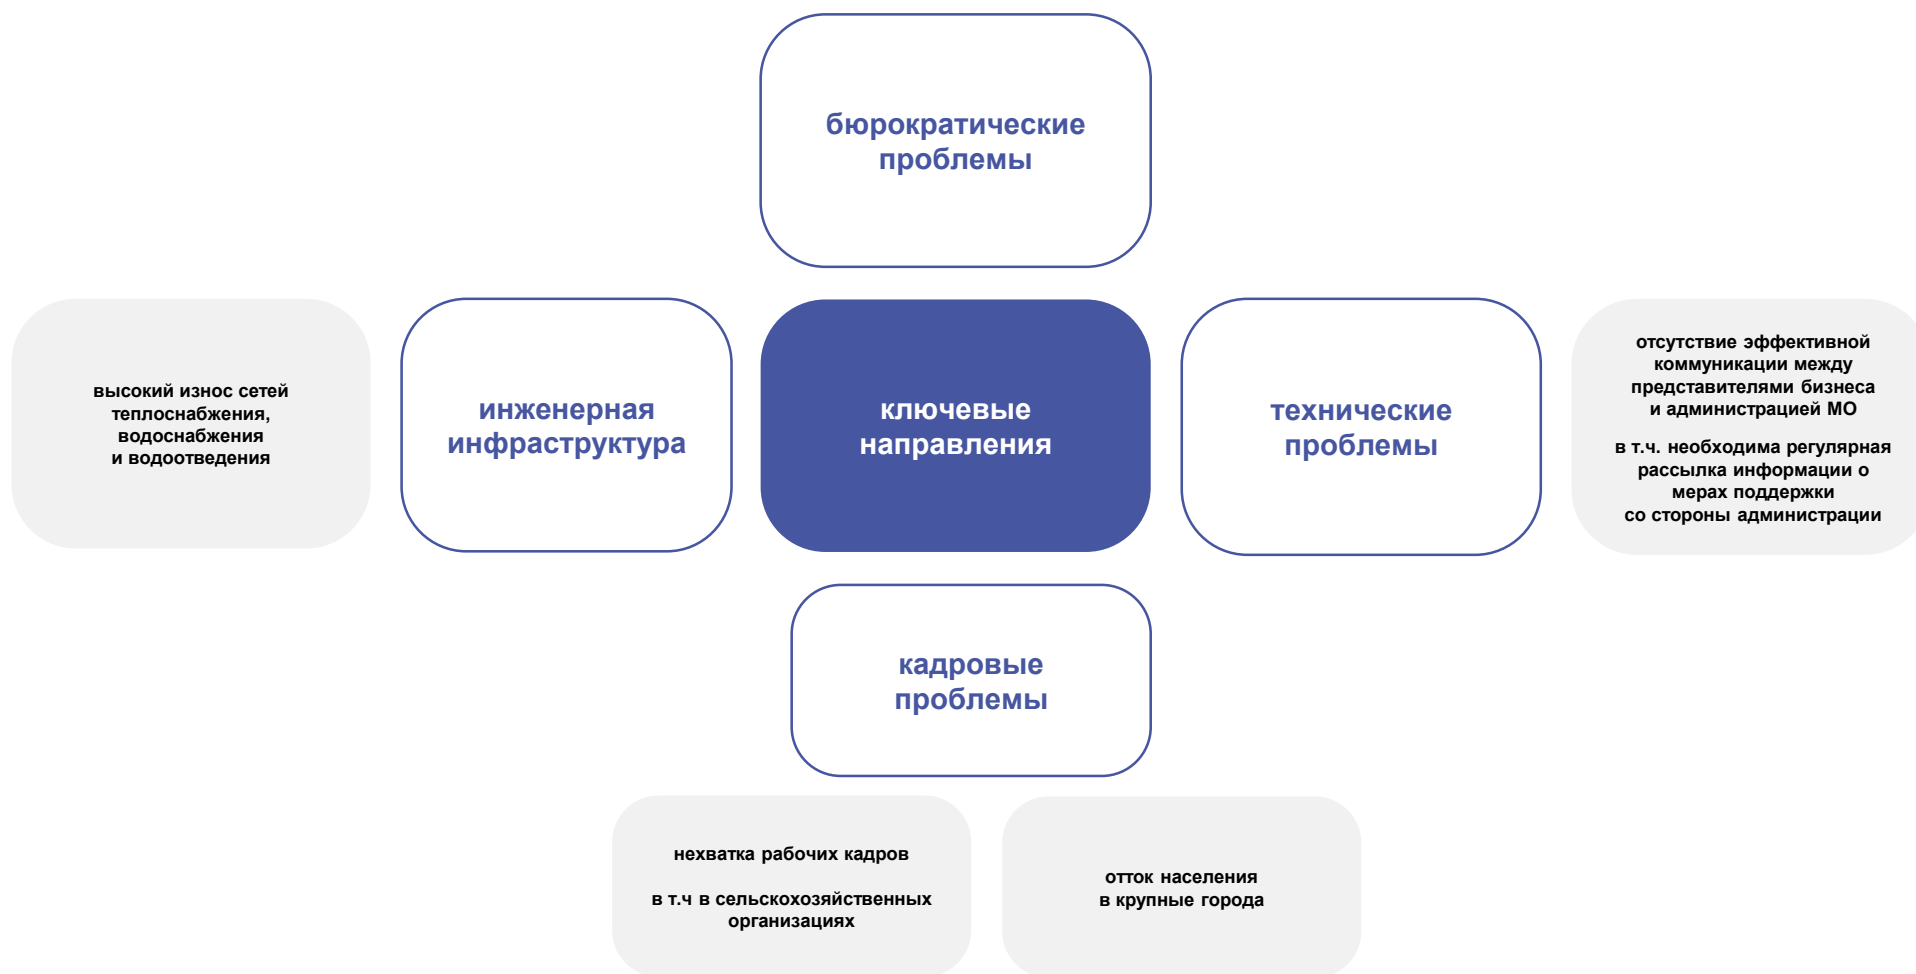 бюрократические
проблемы
высокий износ сетей
теплоснабжения,
водоснабжения
и водоотведения
инженерная
инфраструктура
ключевые
направления
технические
проблемы
отсутствие эффективной
коммуникации между
представителями бизнеса
и администрацией МО
в т.ч. необходима регулярная
рассылка информации о
мерах поддержки
со стороны администрации
кадровые
проблемы
нехватка рабочих кадров
в т.ч в сельскохозяйственных
организациях
отток населения
в крупные города